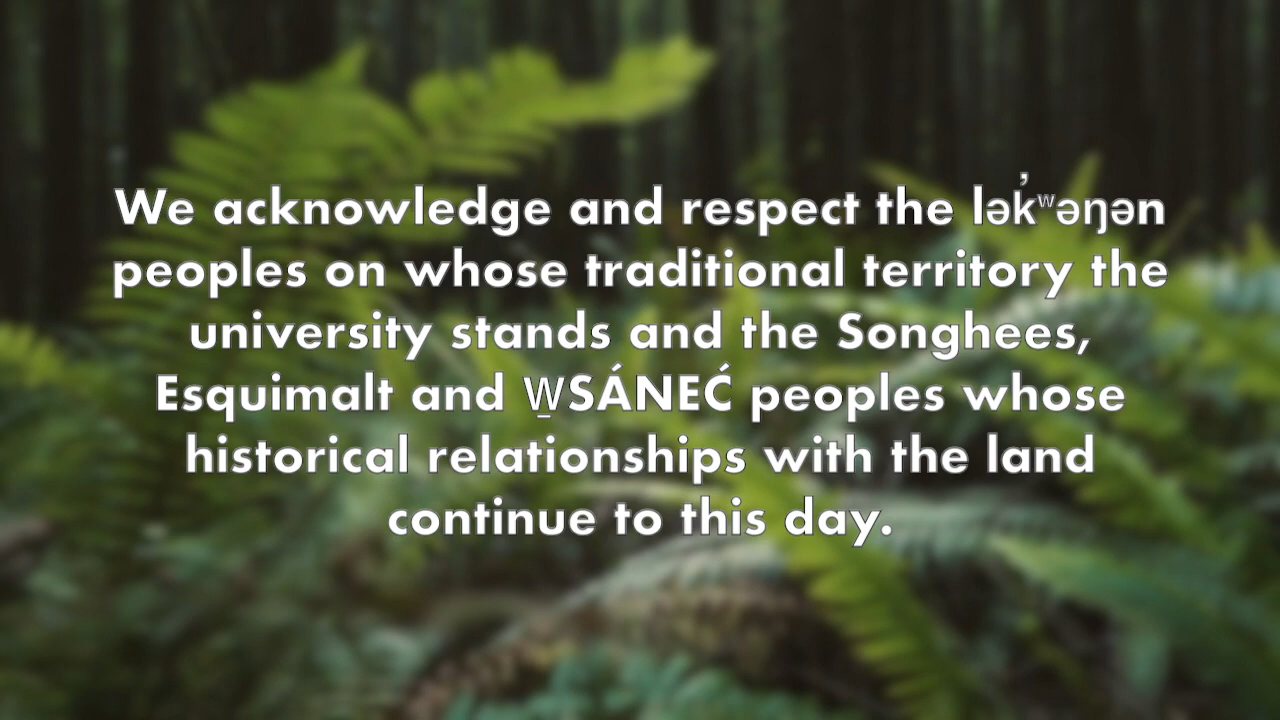 We acknowledge and respect the lək̓ʷəŋən
peoples on whose traditional territory the
university stands and the Songhees,
Esquimalt and W̱SÁNEĆ peoples whose
historical relationships with the land
continue to this day.